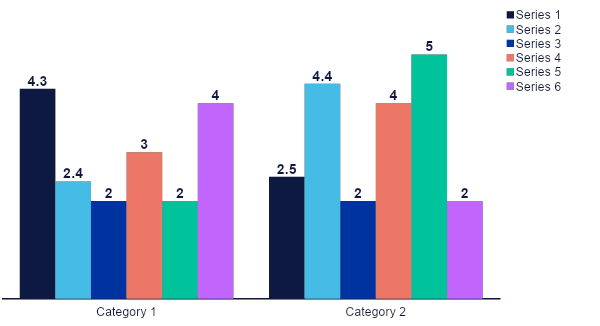 Series 1
Series 2
Series 3
Series 4
Series 5
Series 6
4.3
2.4
2
3
2
4
2.5
4.4
2
4
5
2
Category 1
Category 2